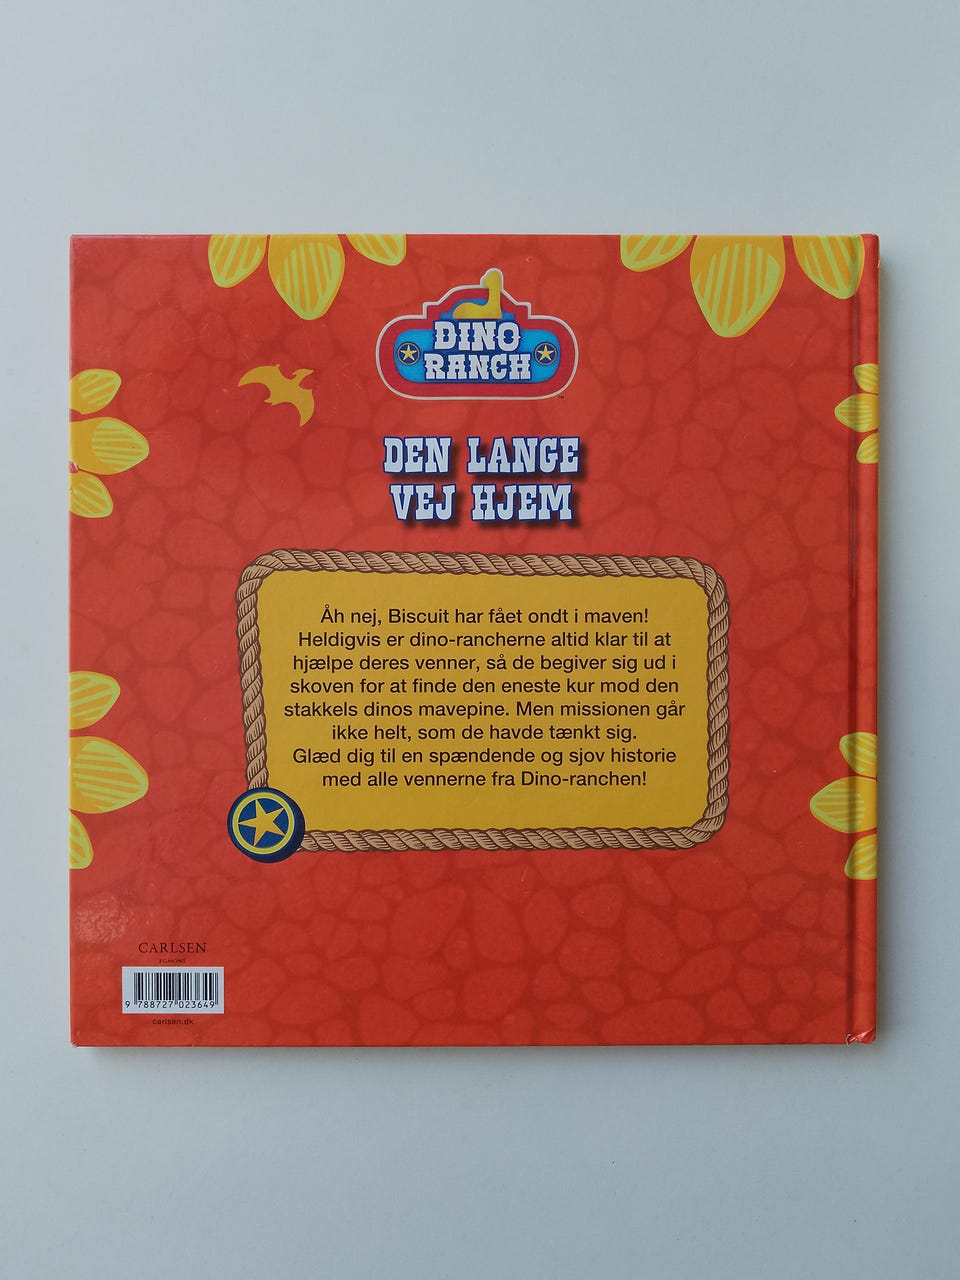 DINO
RANCH
TM
DEN LANGE
VEJ HJEM
Åh nej, Biscuit har fået ondt i maven!
Heldigvis er dino-rancherne altid klar til at
hjælpe deres venner, så de begiver sig ud i
skoven for at finde den eneste kur mod den
stakkels dinos mavepine. Men missionen går
ikke helt, som de havde tænkt sig.
Glæd dig til en spændende og sjov historie
med alle vennerne fra Dino-ranchen!
CARLSEN
EGMONT
9 788727 023649
carlsen.dk